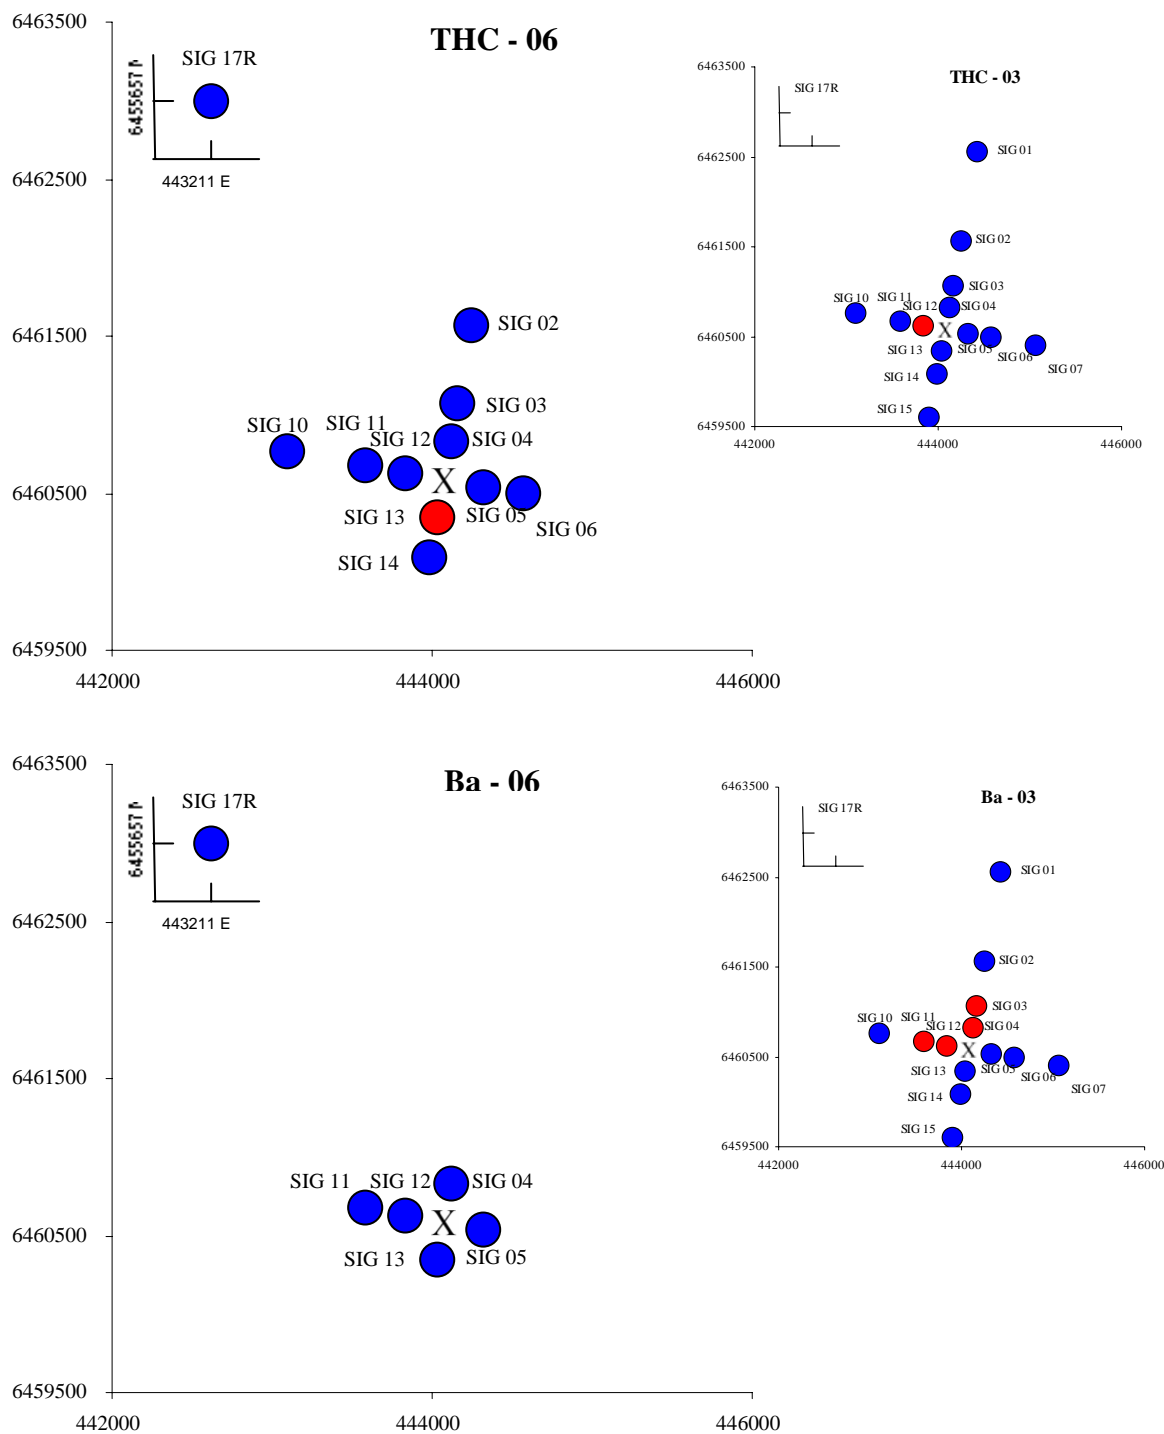 6463500
THC - 06
SIG 17R
6455657 N
443211 E
6462500
SIG 02
6461500
SIG 03
SIG 10
SIG 11
SIG 12
SIG 04
X
6460500
SIG 13
SIG 05
SIG 06
SIG 14
6459500
442000
444000
446000
6463500
THC - 03
SIG 17R
SIG 01
6462500
SIG 02
6461500
SIG 03
SIG 10
SIG 11
SIG 12
SIG 04
X
6460500
SIG 13
SIG 05
SIG 06
SIG 07
SIG 14
SIG 15
6459500
442000
444000
446000
6463500
Ba - 06
SIG 17R
6455657 N
443211 E
6462500
6461500
SIG 11
SIG 12
SIG 04
X
6460500
SIG 13
SIG 05
6459500
442000
444000
446000
6463500
Ba - 03
SIG 17R
SIG 01
6462500
SIG 02
6461500
SIG 03
SIG 10
SIG 11
SIG 12
SIG 04
X
6460500
SIG 13
SIG 05
SIG 06
SIG 07
SIG 14
SIG 15
6459500
442000
444000
446000